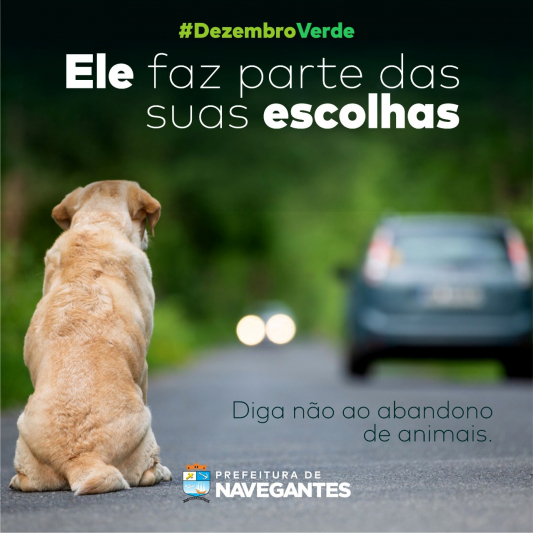 #DezembroVerde
Ele faz parte das
suas escolhas
Diga não ao abandono
de animais.
PREFEITURA DE
NAVEGANTES